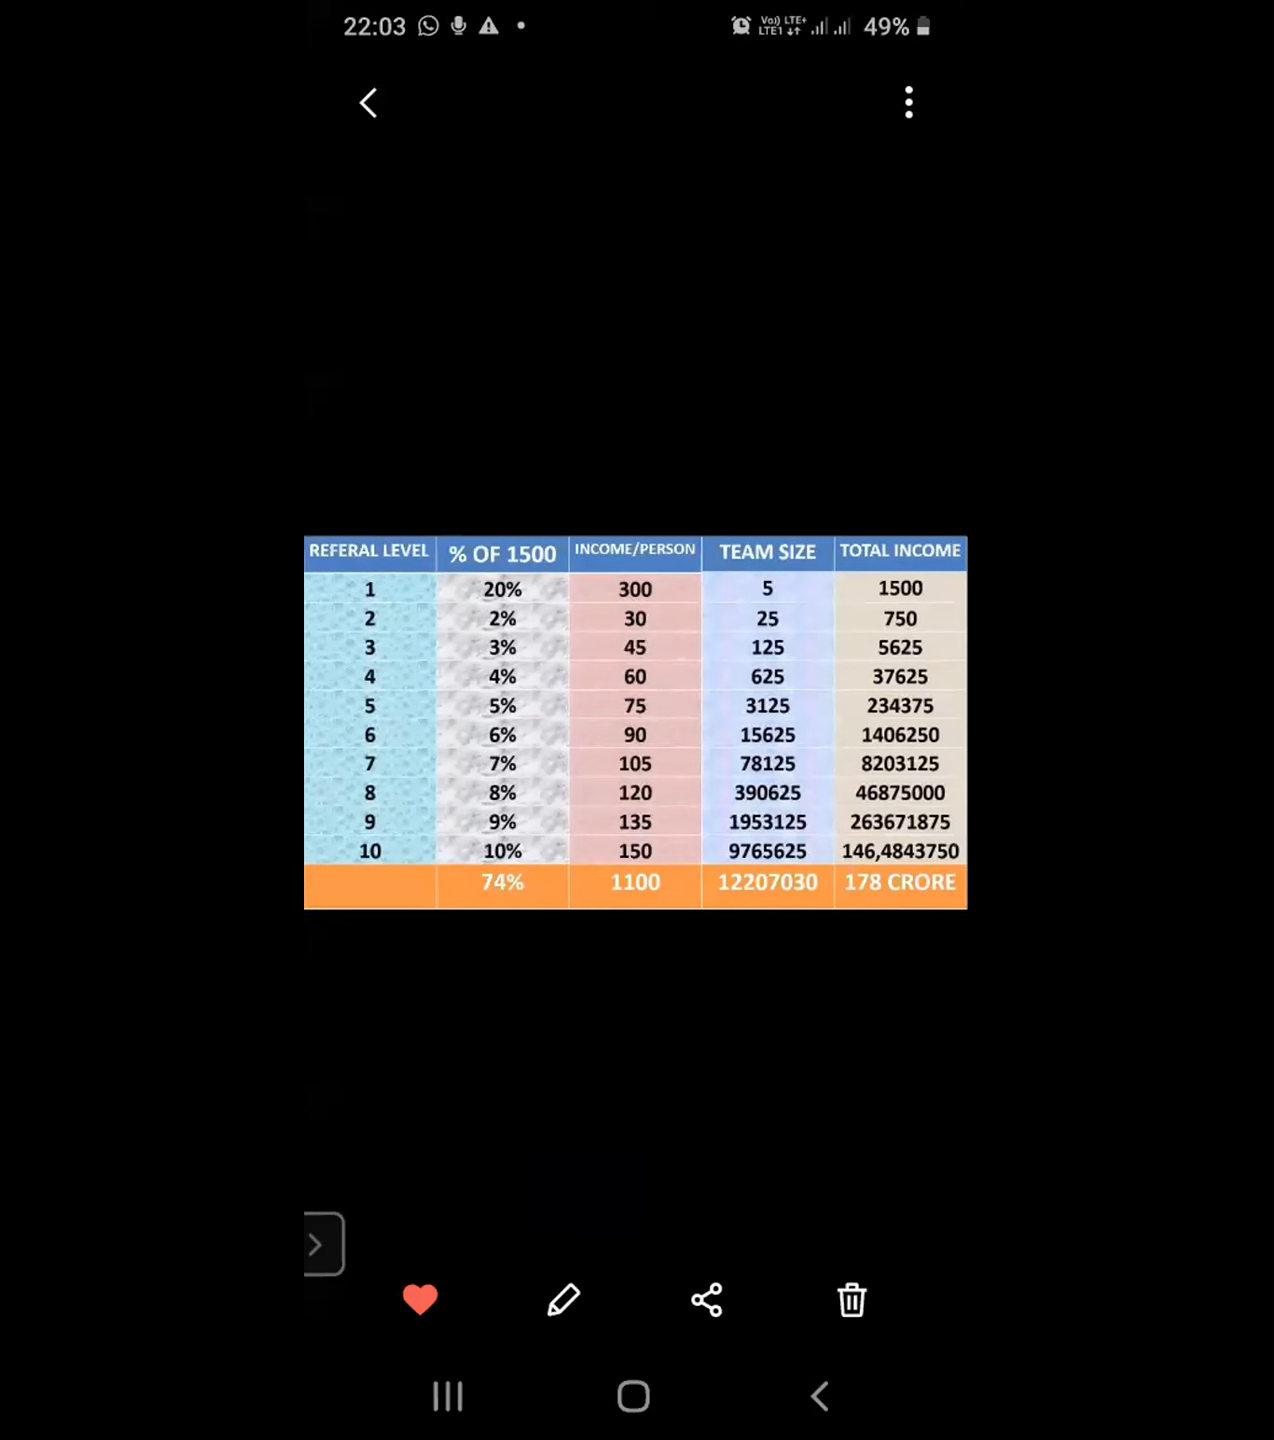 22:03 Vo) LTE+ LTE1 49%
REFERAL LEVEL % OF 1500 INCOME/PERSON TEAM SIZE TOTAL INCOME
1 20% 300 5 1500
2 2% 30 25 750
3 3% 45 125 5625
4 4% 60 625 37625
5 5% 75 3125 234375
6 6% 90 15625 1406250
7 7% 105 78125 8203125
8 8% 120 390625 46875000
9 9% 135 1953125 263671875
10 10% 150 9765625 146,4843750
74% 1100 12207030 178 CRORE